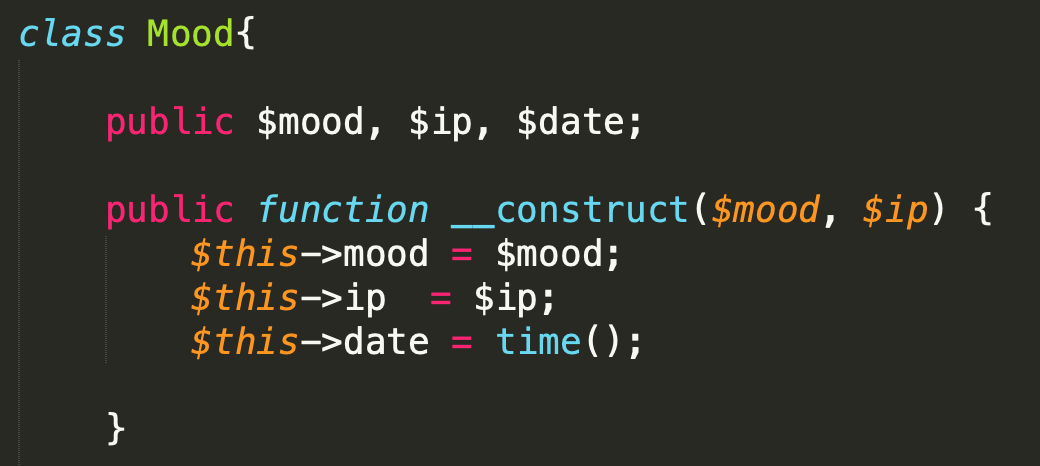 class Mood{
public $mood, $ip, $date;
public function __construct($mood, $ip) {
$this->mood = $mood;
$this->ip  = $ip;
$this->date = time();
}